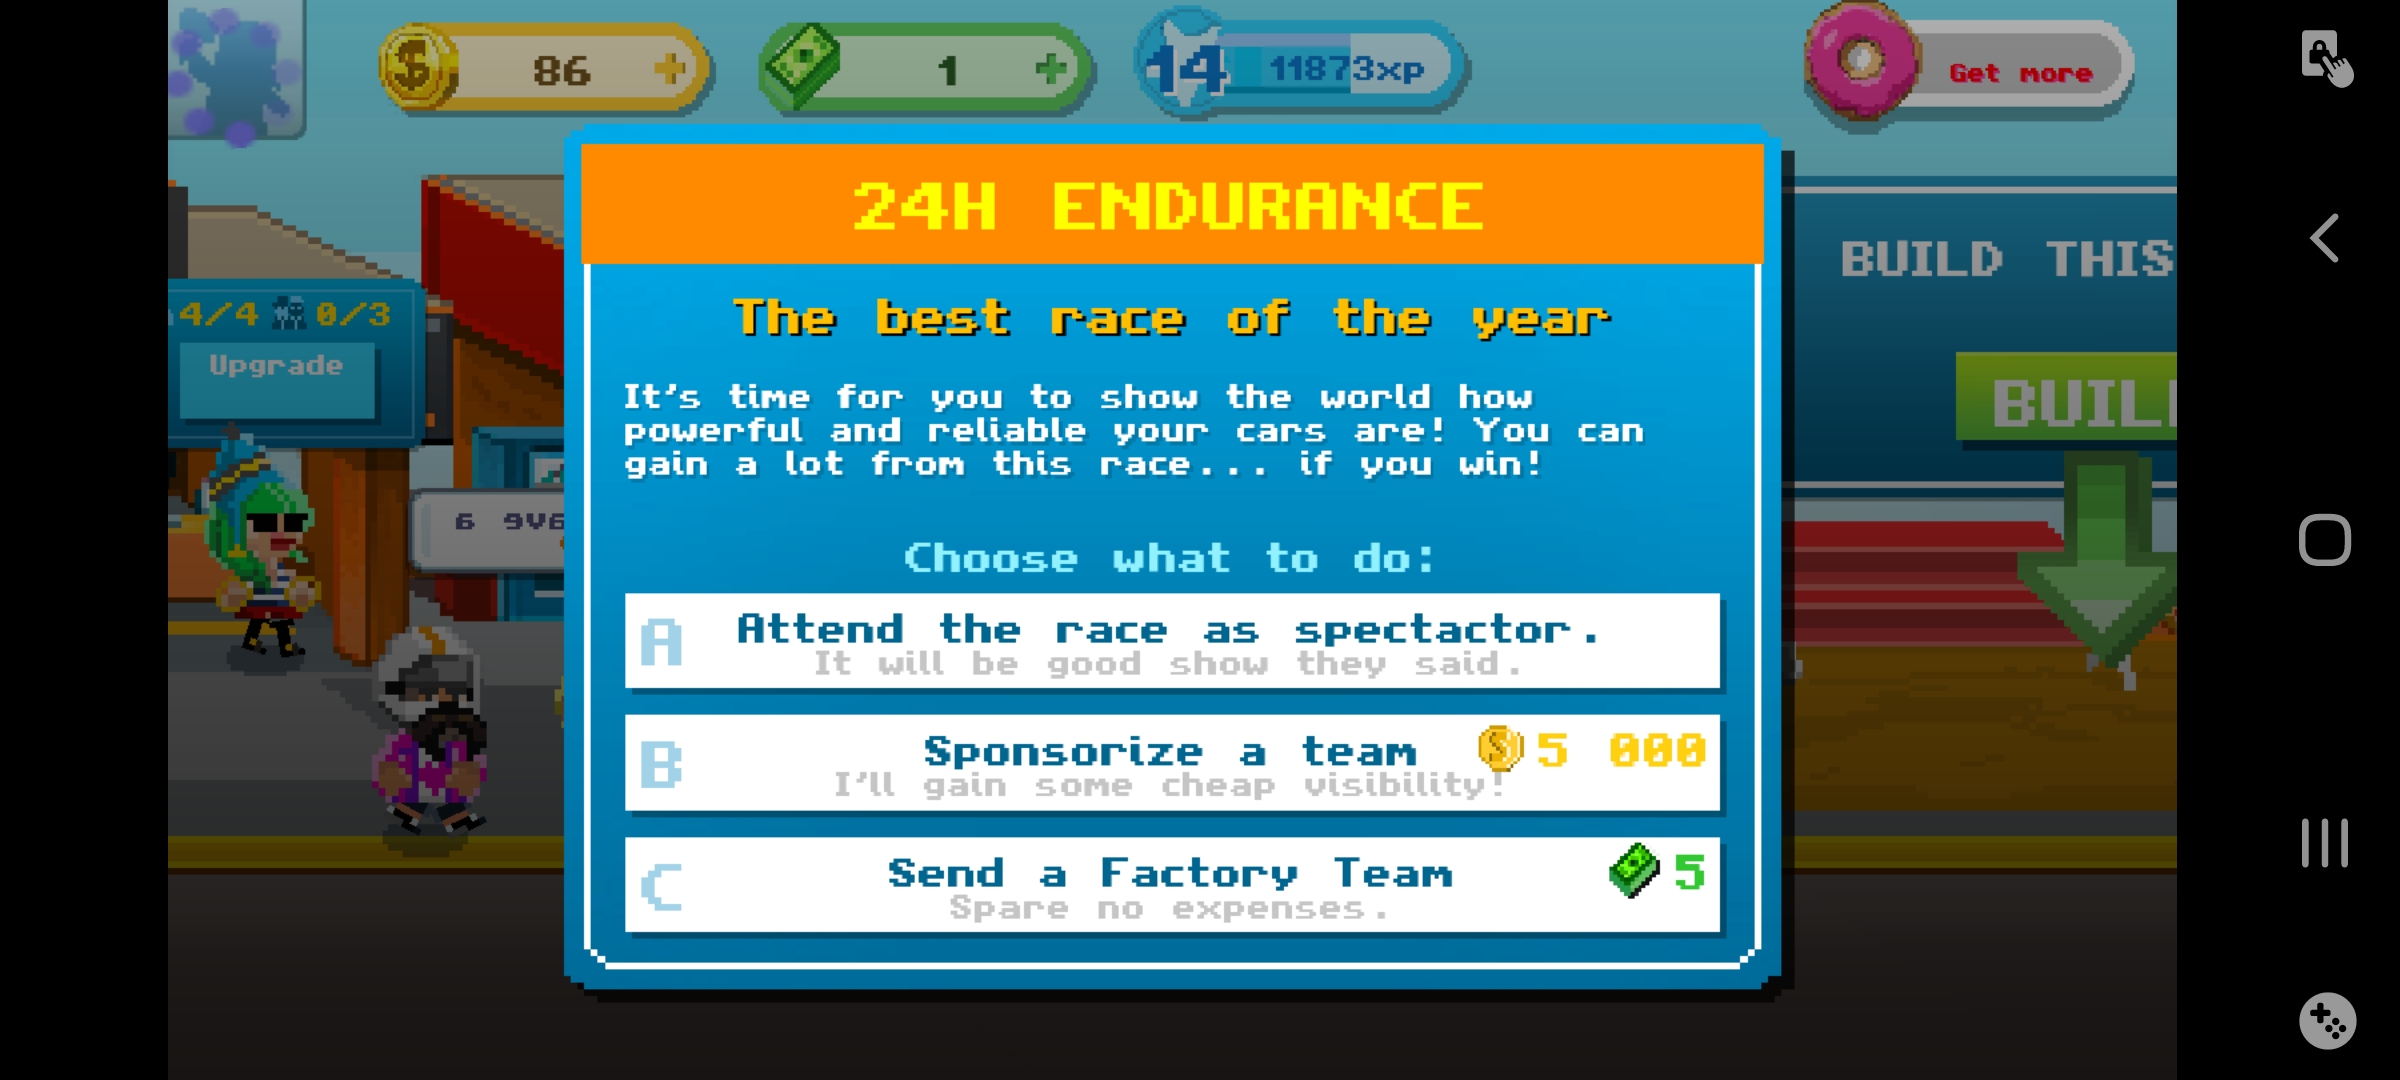 86 +
1 +
14 11873xp
Get more
24H ENDURANCE
The best race of the year
It's time for you to show the world how
powerful and reliable your cars are! You can
gain a lot from this race... if you win!
Choose what to do:
A Attend the race as spectactor.
It will be good show they said.
B Sponsorize a team 5 000
I'll gain some cheap visibility!
C Send a Factory Team 5
Spare no expenses.
4/4 0/3
Upgrade
BUILD THIS